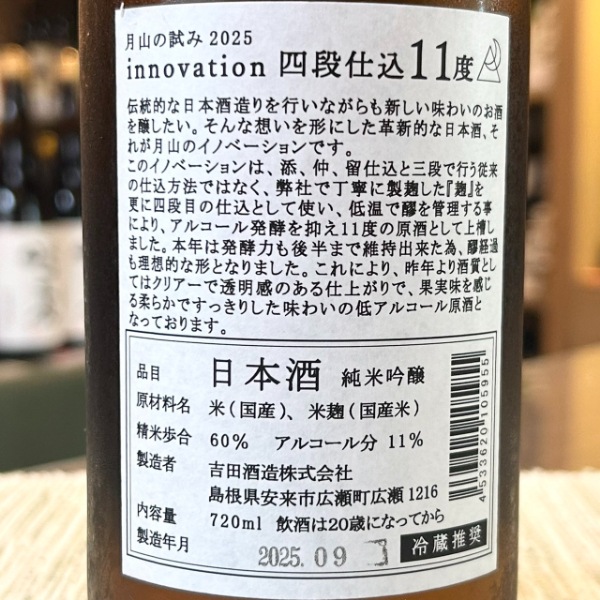 月山の試み 2025
innovation 四段仕込11度
伝統的な日本酒造りを行いながらも新しい味わいのお酒
を醸したい。そんな想いを形にした革新的な日本酒、そ
れが月山のイノベーションです。
このイノベーションは、添、仲、留仕込と三段で行う従来
の仕込方法ではなく、弊社で丁寧に製麹した『麹』を
更に四段目の仕込として使い、低温で醪を管理する事
により、アルコール発酵を抑え11度の原酒として上槽し
ました。本年は発酵力も後半まで維持出来た為、醪経過
も理想的な形となりました。これにより、昨年より酒質とし
てはクリアーで透明感のある仕上がりで、果実味を感じ
る柔らかですっきりした味わいの低アルコール原酒と
なっております。
品目 日本酒 純米吟醸
原材料名 米（国産）、米麹（国産米）
精米歩合 60% アルコール分 11%
製造者 吉田酒造株式会社
島根県安来市広瀬町広瀬 1216
内容量 720ml 飲酒は20歳になってから
製造年月 2025.09 冷蔵推奨
4533620105955